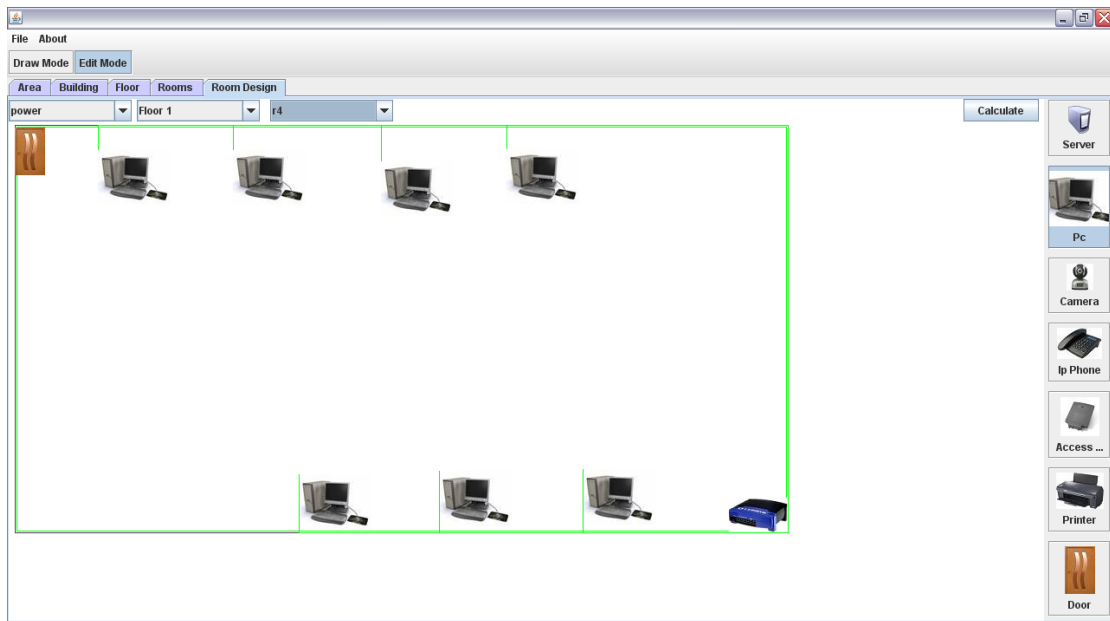 File About
Draw Mode Edit Mode
Area Building Floor Rooms Room Design
power Floor 1 r4 Calculate
Server
Pc
Camera
Ip Phone
Access ...
Printer
Door